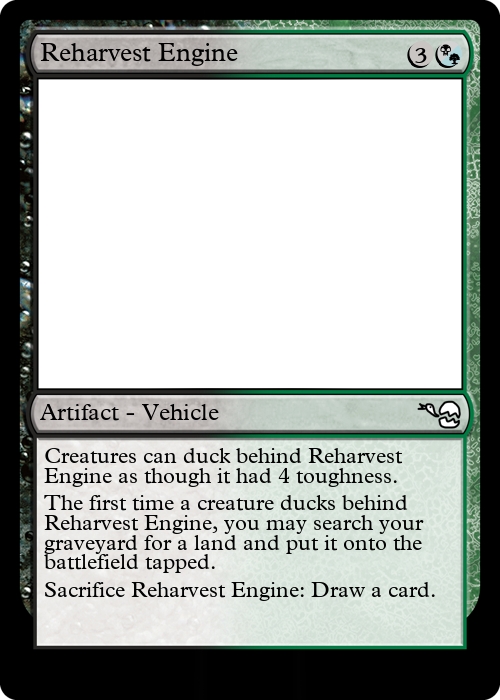 Reharvest Engine 3
Artifact - Vehicle
Creatures can duck behind Reharvest
Engine as though it had 4 toughness.
The first time a creature ducks behind
Reharvest Engine, you may search your
graveyard for a land and put it onto the
battlefield tapped.
Sacrifice Reharvest Engine: Draw a card.